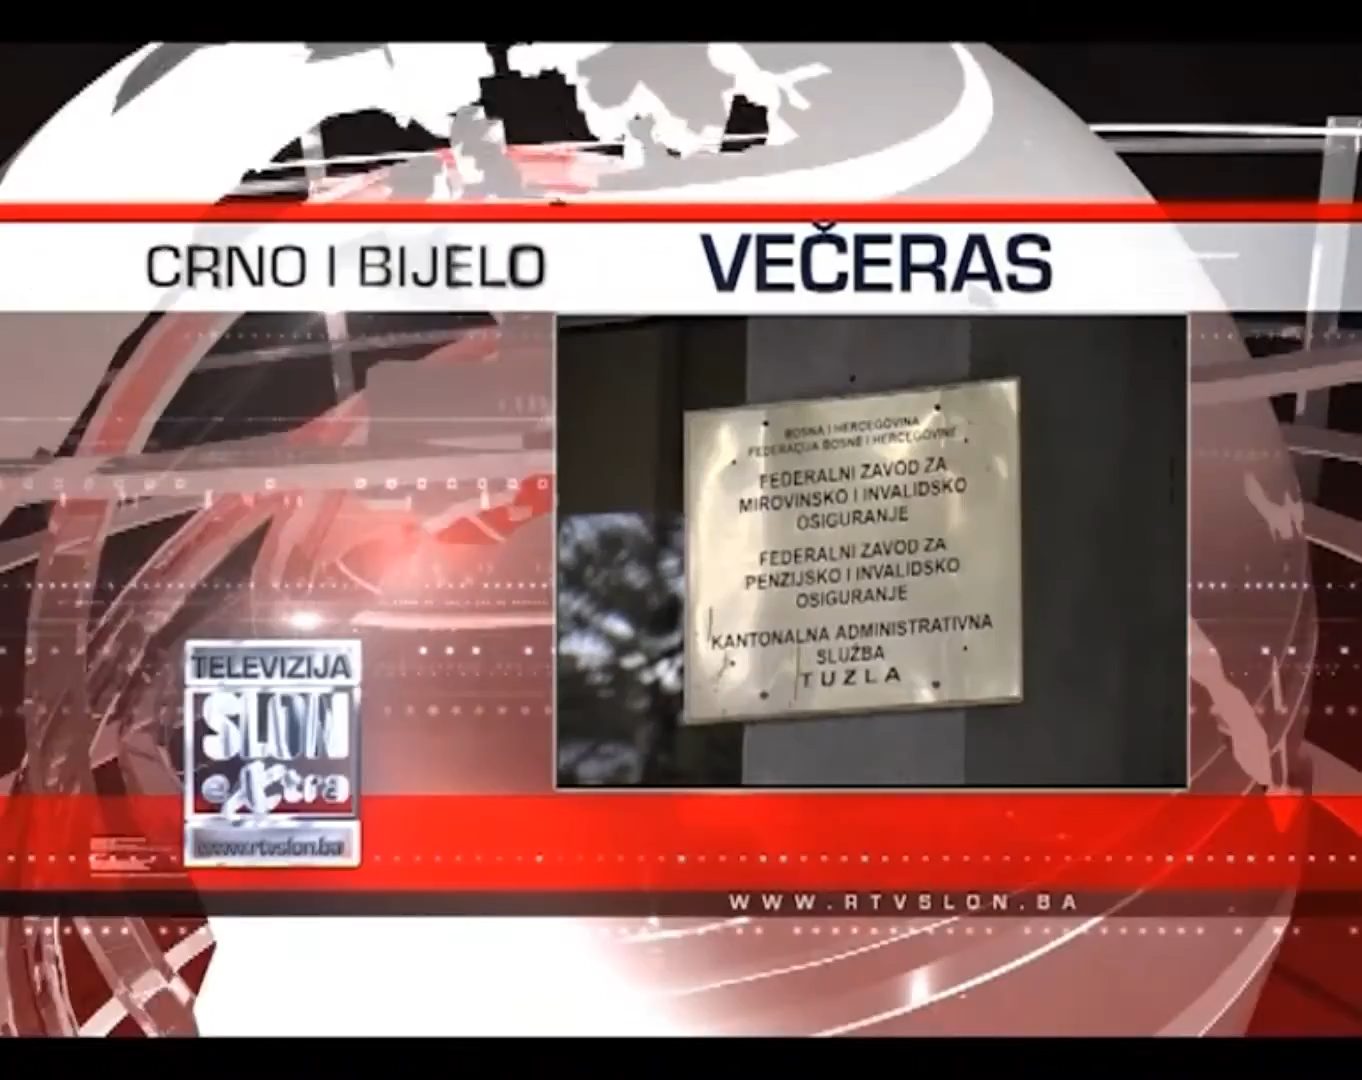 CRNO I BIJELO
VEČERAS
BOSNA I HERCEGOVINA
FEDERACIJA BOSNE I HERCEGOVINE
FEDERALNI ZAVOD ZA
MIROVINSKO I INVALIDSKO
OSIGURANJE
FEDERALNI ZAVOD ZA
PENZIJSKO I INVALIDSKO
OSIGURANJE
KANTONALNA ADMINISTRATIVNA
SLUŽBA
TUZLA
TELEVIZIJA
SLON
extra
www.rtvslon.ba
WWW.RTVSLON.BA